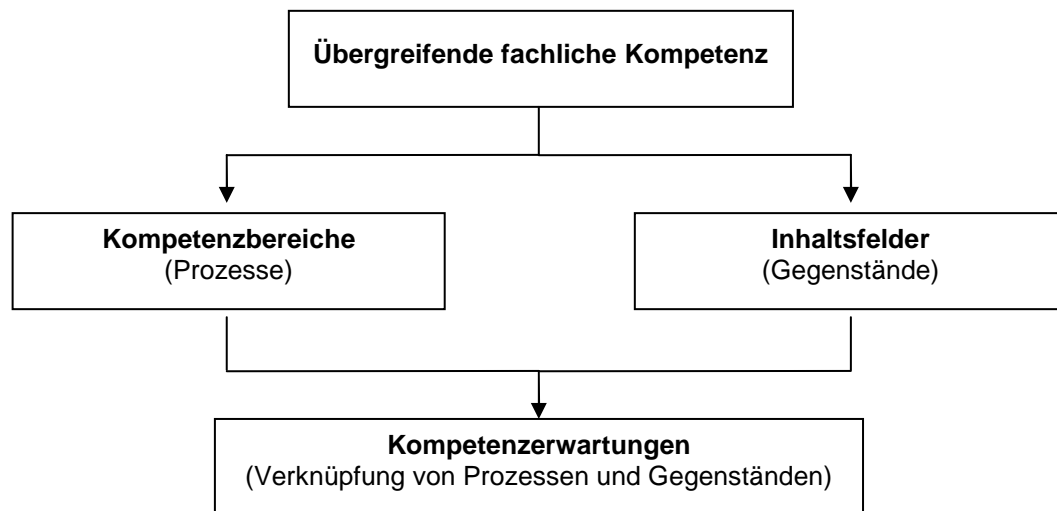 Übergreifende fachliche Kompetenz
Kompetenzbereiche
(Prozesse)
Inhaltsfelder
(Gegenstände)
Kompetenzerwartungen
(Verknüpfung von Prozessen und Gegenständen)